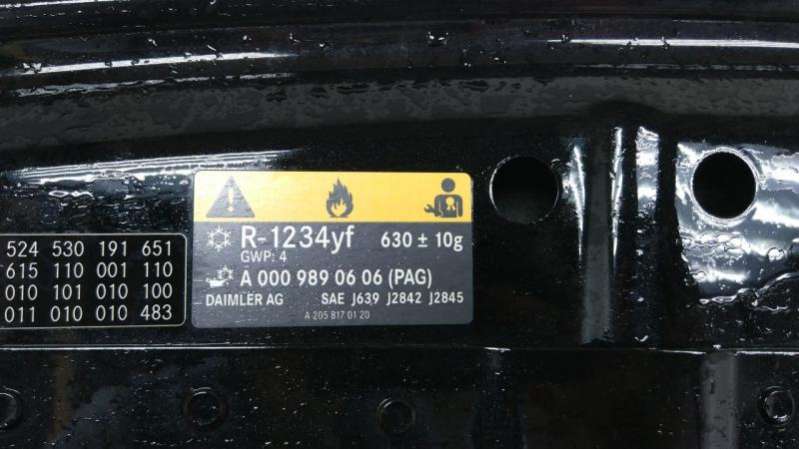 524 530 191 651
615 110 001 110
010 101 010 100
011 010 010 483
R-1234yf 630 ± 10g
GWP: 4
A 000 989 06 06 (PAG)
DAIMLER AG SAE J639 J2842 J2845
A 205 817 01 20